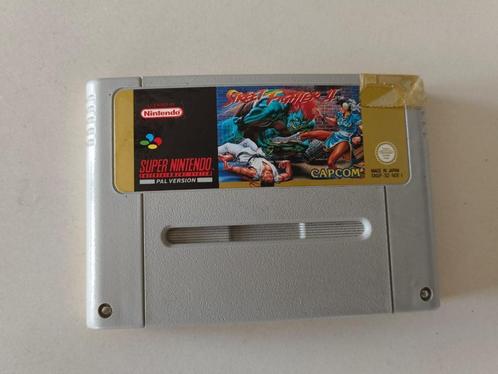 Nintendo
SUPER NINTENDO
ENTERTAINMENT SYSTEM
PAL VERSION
STREET FIGHTER II
CAPCOM
MADE IN JAPAN